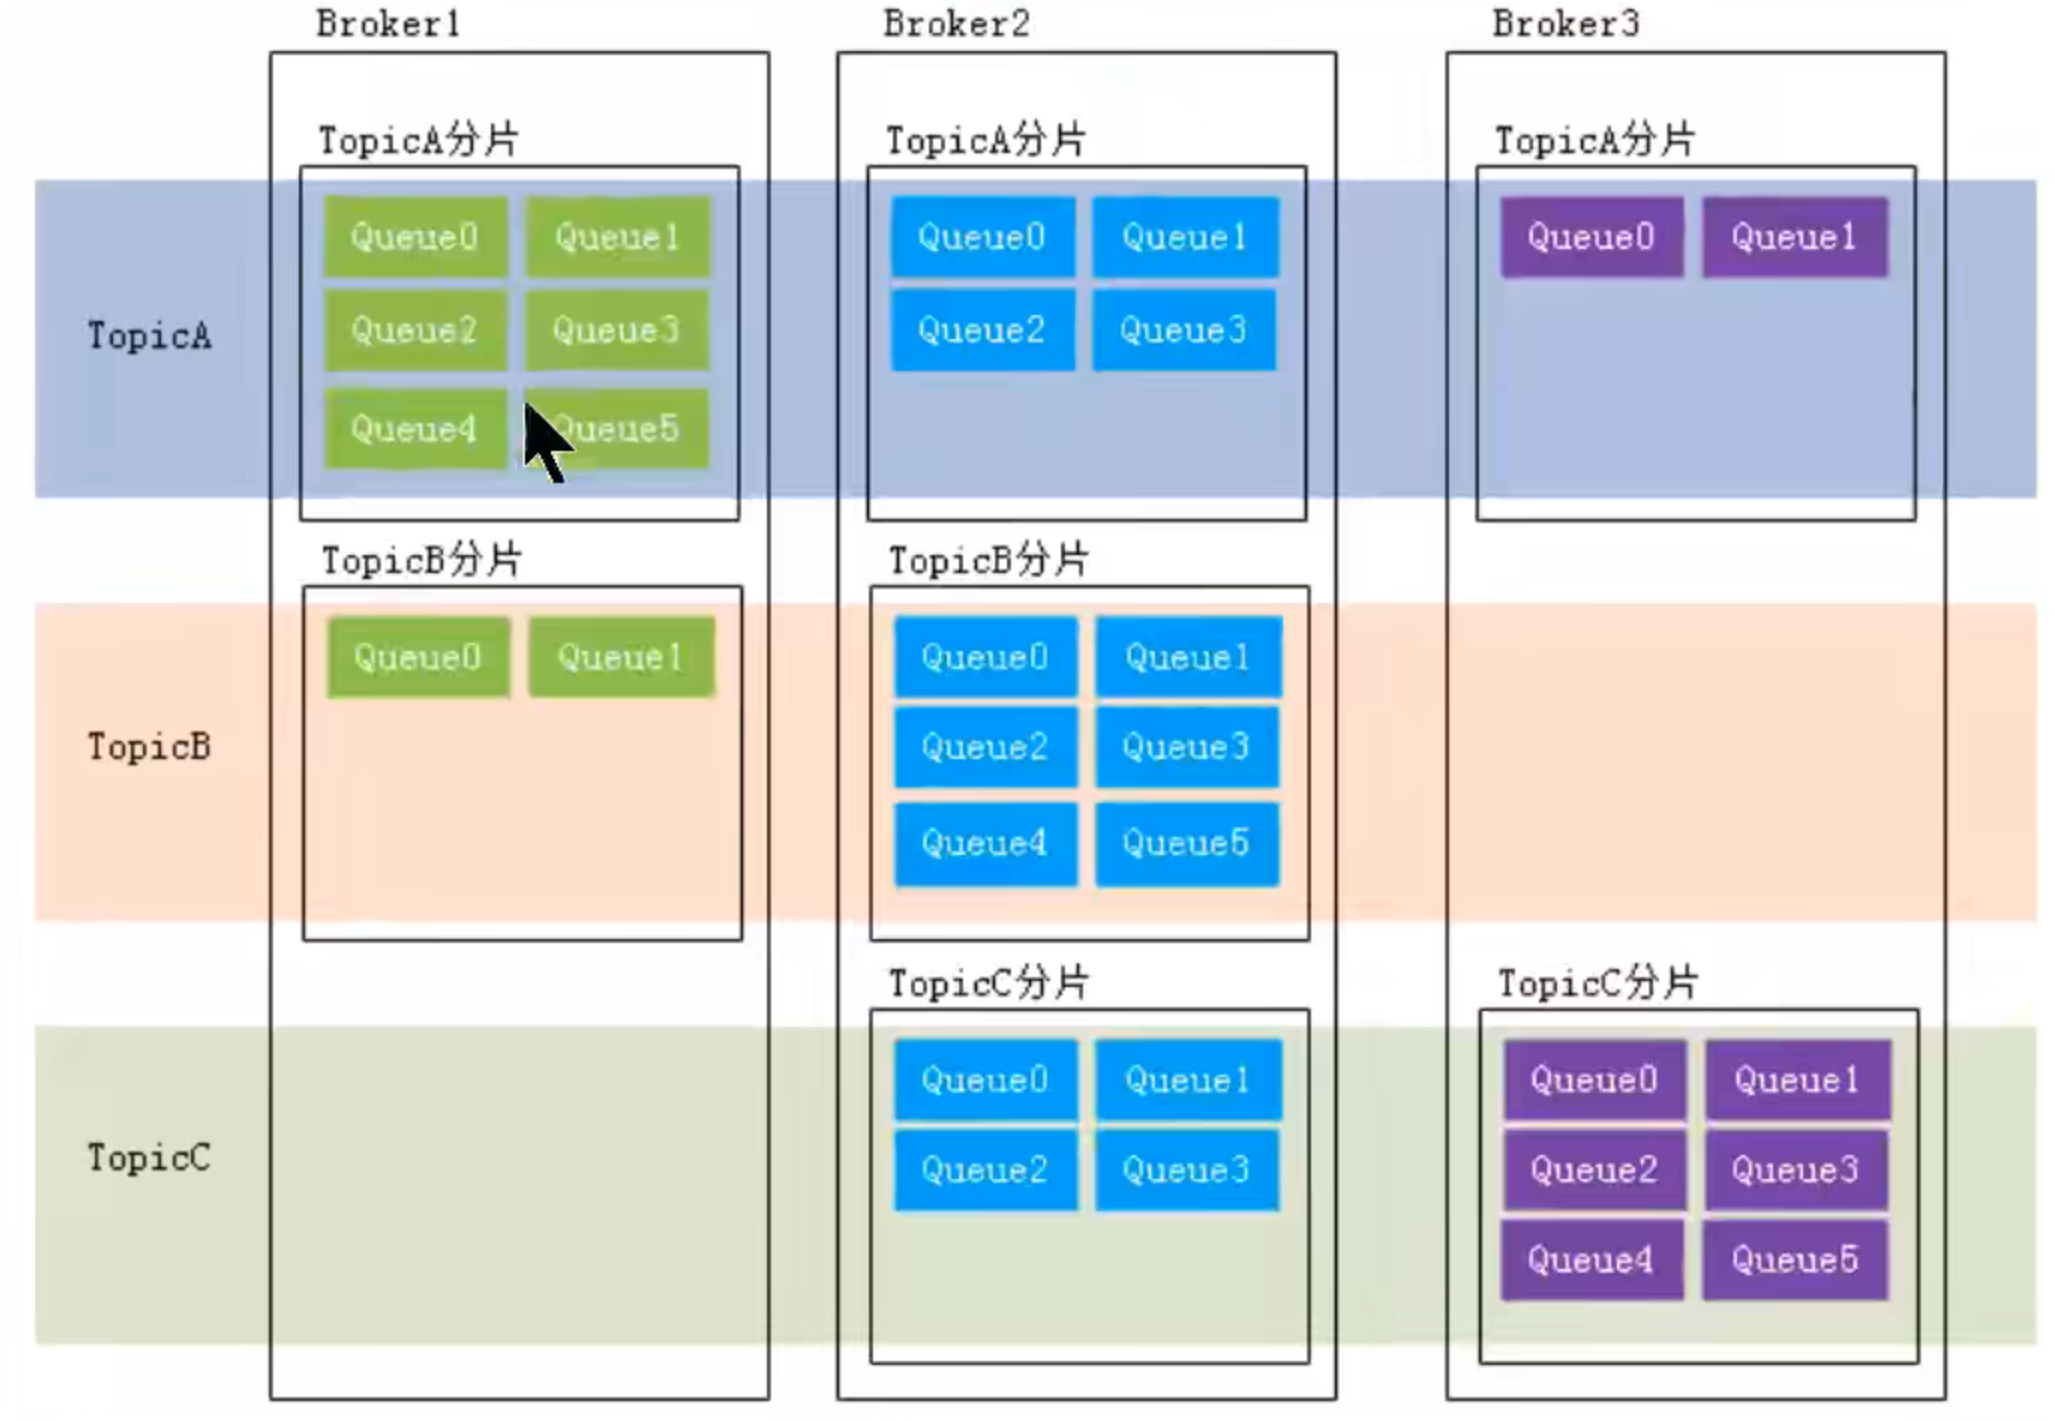 Broker1 Broker2 Broker3
TopicA分片 TopicA分片 TopicA分片
Queue0 Queue1 Queue0 Queue1 Queue0 Queue1
TopicA
Queue2 Queue3 Queue2 Queue3
Queue4 Queue5
TopicB分片 TopicB分片
Queue0 Queue1 Queue0 Queue1
TopicB
Queue2 Queue3
Queue4 Queue5
TopicC分片 TopicC分片
Queue0 Queue1 Queue0 Queue1
TopicC
Queue2 Queue3 Queue2 Queue3
Queue4 Queue5